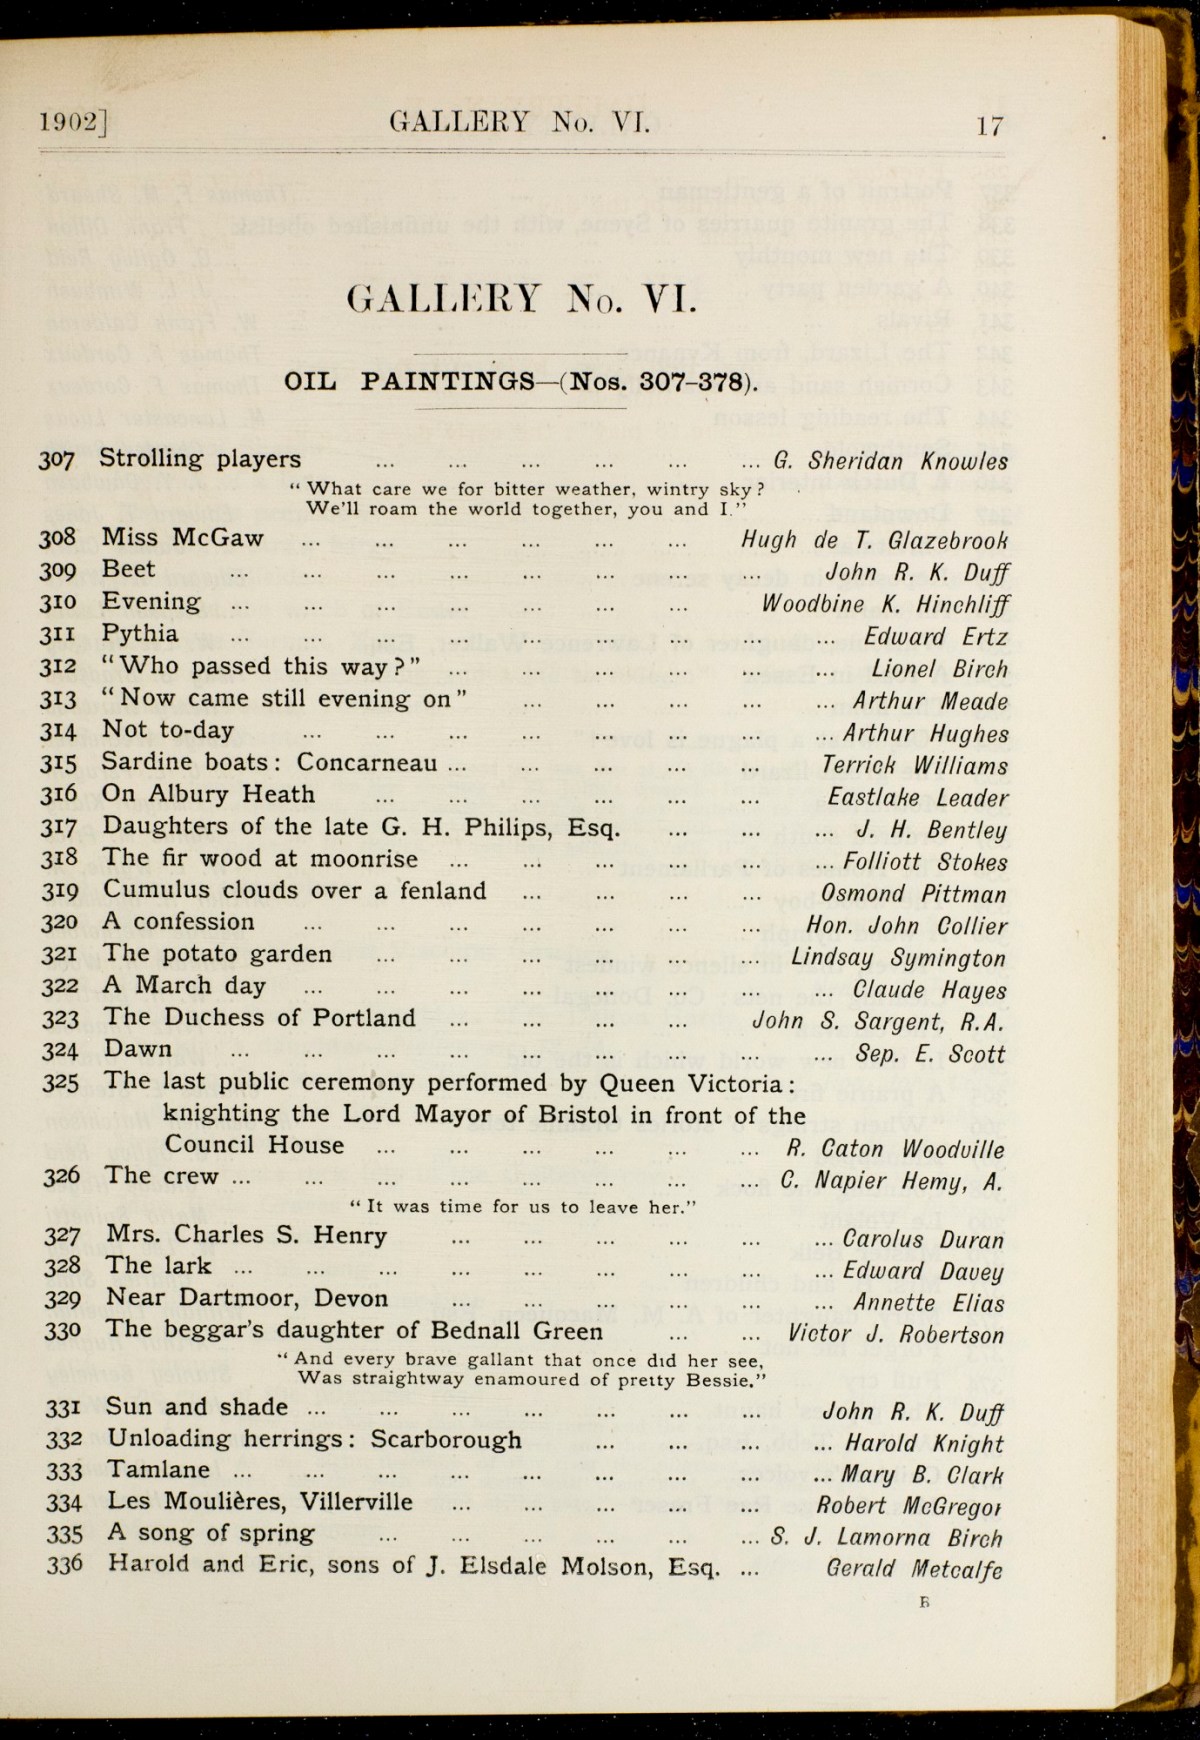 1902] GALLERY No. VI. 17
GALLERY No. VI.
OIL PAINTINGS—(Nos. 307-378).
307 Strolling players ... ... ... ... ... ... G. Sheridan Knowles
“What care we for bitter weather, wintry sky?
We'll roam the world together, you and I.”
308 Miss McGaw ... ... ... ... ... ... Hugh de T. Glazebrook
309 Beet ... ... ... ... ... ... ... ... John R. K. Duff
310 Evening ... ... ... ... ... ... ... Woodbine K. Hinchliff
311 Pythia ... ... ... ... ... ... ... ... ... Edward Ertz
312 “Who passed this way?” ... ... ... ... ... ... Lionel Birch
313 “Now came still evening on” ... ... ... ... ... Arthur Meade
314 Not to-day ... ... ... ... ... ... ... ... Arthur Hughes
315 Sardine boats: Concarneau ... ... ... ... ... Terrick Williams
316 On Albury Heath ... ... ... ... ... ... Eastlake Leader
317 Daughters of the late G. H. Philips, Esq. ... ... ... J. H. Bentley
318 The fir wood at moonrise ... ... ... ... ... ... Folliott Stokes
319 Cumulus clouds over a fenland ... ... ... ... Osmond Pittman
320 A confession ... ... ... ... ... ... ... Hon. John Collier
321 The potato garden ... ... ... ... ... ... Lindsay Symington
322 A March day ... ... ... ... ... ... ... ... Claude Hayes
323 The Duchess of Portland ... ... ... ... John S. Sargent, R.A.
324 Dawn ... ... ... ... ... ... ... ... ... Sep. E. Scott
325 The last public ceremony performed by Queen Victoria:
knighting the Lord Mayor of Bristol in front of the
Council House ... ... ... ... ... ... R. Caton Woodville
326 The crew ... ... ... ... ... ... ... ... C. Napier Hemy, A.
“It was time for us to leave her.”
327 Mrs. Charles S. Henry ... ... ... ... ... ... Carolus Duran
328 The lark ... ... ... ... ... ... ... ... ... Edward Davey
329 Near Dartmoor, Devon ... ... ... ... ... ... Annette Elias
330 The beggar's daughter of Bednall Green ... ... Victor J. Robertson
“And every brave gallant that once did her see,
Was straightway enamoured of pretty Bessie.”
331 Sun and shade ... ... ... ... ... ... ... John R. K. Duff
332 Unloading herrings: Scarborough ... ... ... ... Harold Knight
333 Tamlane ... ... ... ... ... ... ... ... ... Mary B. Clark
334 Les Moulières, Villerville ... ... ... ... ... Robert McGregor
335 A song of spring ... ... ... ... ... ... S. J. Lamorna Birch
336 Harold and Eric, sons of J. Elsdale Molson, Esq. ... Gerald Metcalfe
B